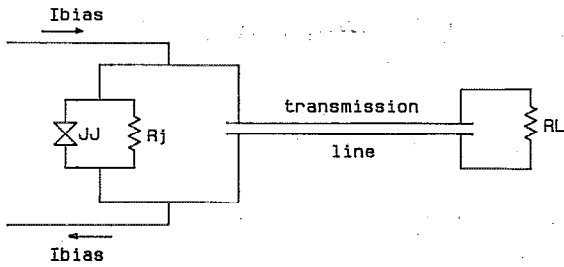 Ibias
transmission
JJ
Rj
RL
line
Ibias